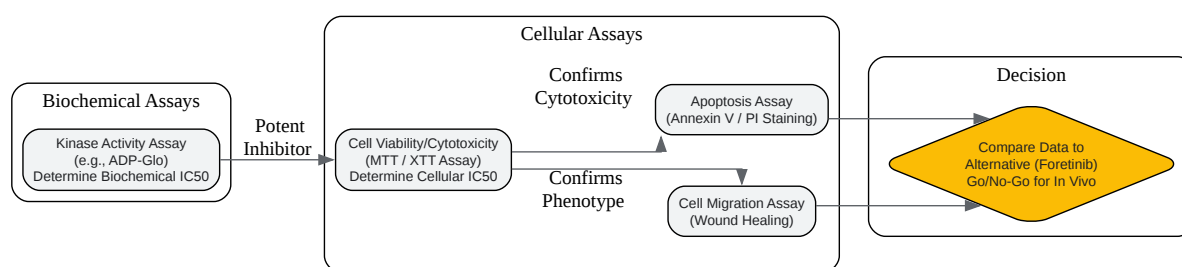 Biochemical Assays
Kinase Activity Assay
(e.g., ADP-Glo)
Determine Biochemical IC50
Potent
Inhibitor
Cellular Assays
Cell Viability/Cytotoxicity
(MTT / XTT Assay)
Determine Cellular IC50
Confirms
Cytotoxicity
Apoptosis Assay
(Annexin V / PI Staining)
Confirms
Phenotype
Cell Migration Assay
(Wound Healing)
Decision
Compare Data to
Alternative (Foretinib)
Go/No-Go for In Vivo